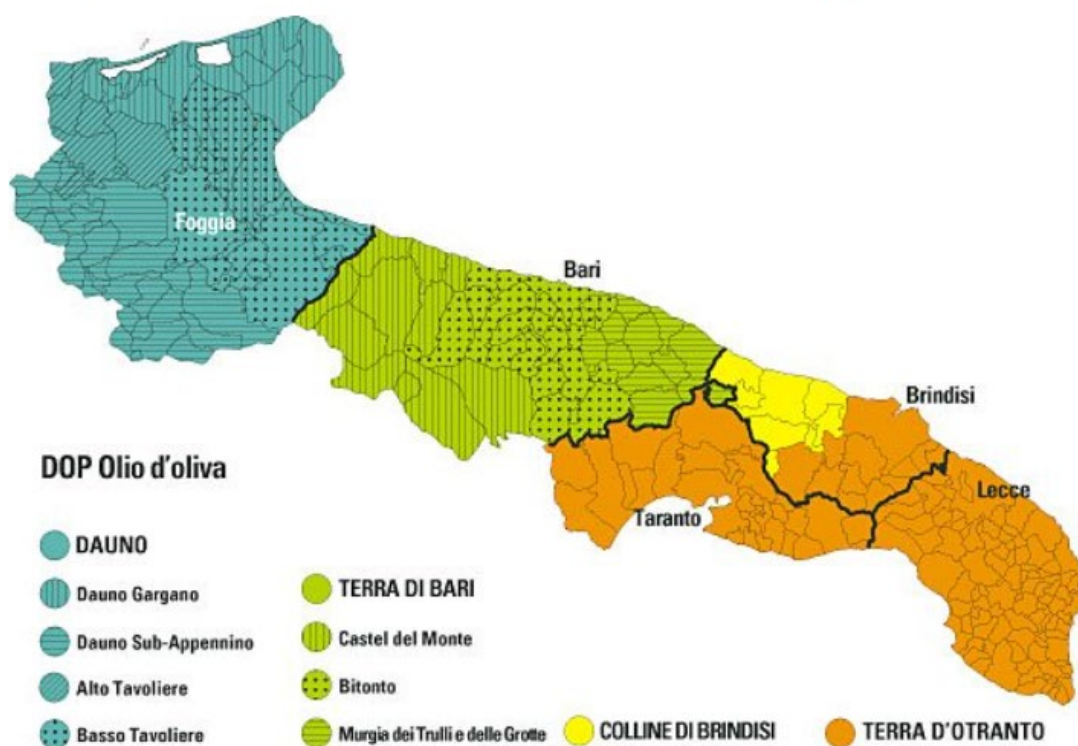 Foggia
Bari
Brindisi
Lecce
Taranto
DOP Olio d'oliva
DAUNO
Dauno Gargano
Dauno Sub-Appennino
Alto Tavoliere
Basso Tavoliere
TERRA DI BARI
Castel del Monte
Bitonto
Murgia dei Trulli e delle Grotte
COLLINE DI BRINDISI
TERRA D'OTRANTO